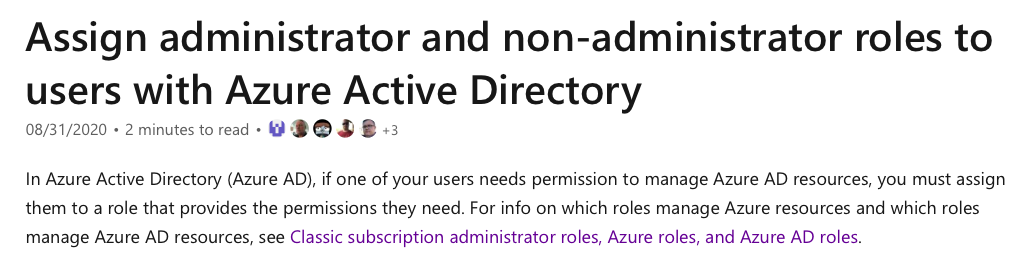 Assign administrator and non-administrator roles to
users with Azure Active Directory
08/31/2020 • 2 minutes to read • +3
In Azure Active Directory (Azure AD), if one of your users needs permission to manage Azure AD resources, you must assign
them to a role that provides the permissions they need. For info on which roles manage Azure resources and which roles
manage Azure AD resources, see Classic subscription administrator roles, Azure roles, and Azure AD roles.